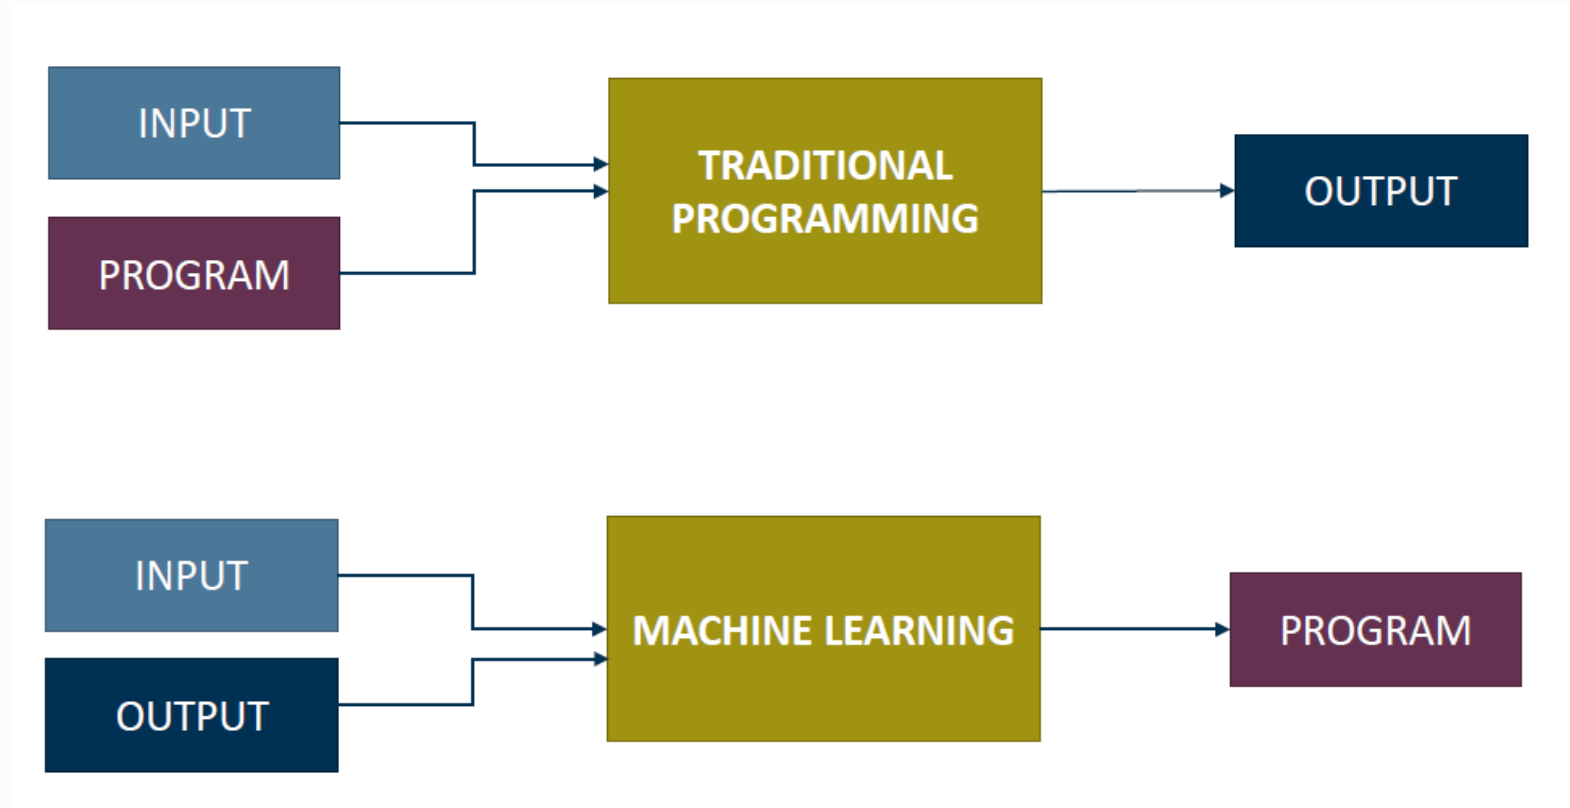 INPUT
PROGRAM
TRADITIONAL
PROGRAMMING
OUTPUT
INPUT
OUTPUT
MACHINE LEARNING
PROGRAM